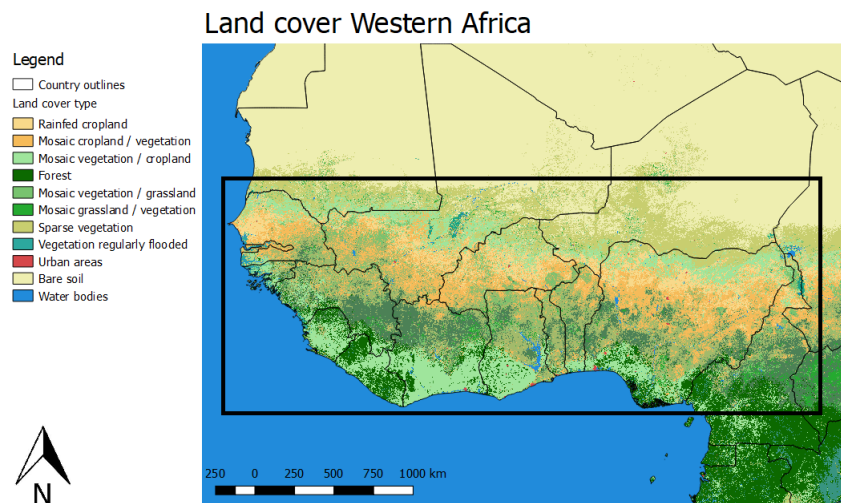 Land cover Western Africa
Legend
Country outlines
Land cover type
Rainfed cropland
Mosaic cropland / vegetation
Mosaic vegetation / cropland
Forest
Mosaic vegetation / grassland
Mosaic grassland / vegetation
Sparse vegetation
Vegetation regularly flooded
Urban areas
Bare soil
Water bodies
250 0 250 500 750 1000 km
N